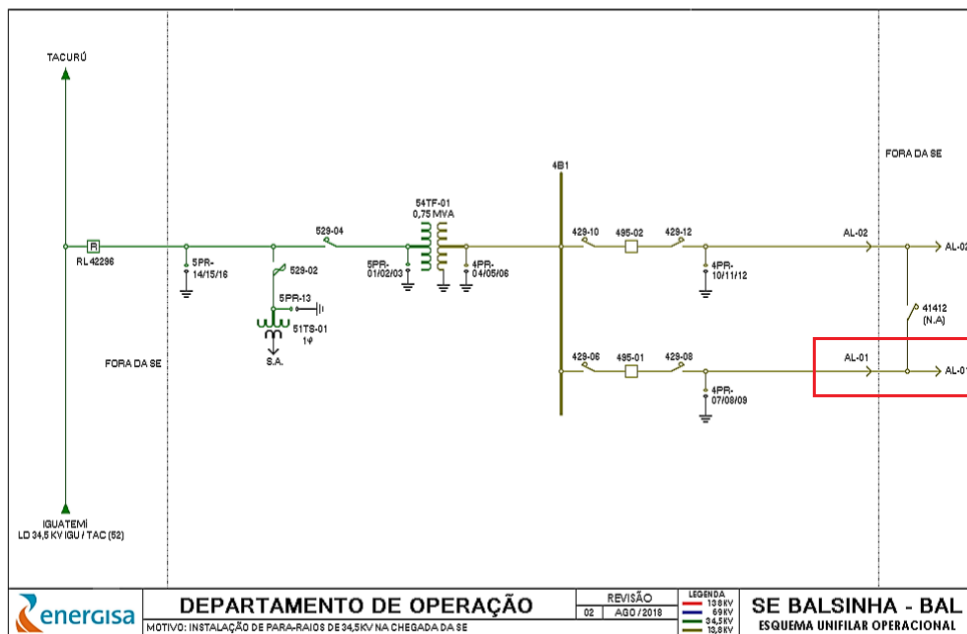 TACURÚ
FORA DA SE
4B1
54TF-01
0,75 MVA
529-04
429-10
495-02
429-12
AL-02
AL-02
RL 42296
5PR-
14/15/16
529-02
5PR-
01/02/03
4PR-
04/05/06
4PR-
10/11/12
5PR-13
51TS-01
1φ
S.A.
41412
(N.A)
FORA DA SE
429-06
495-01
429-08
AL-01
AL-01
4PR-
07/08/09
IGUATEMÍ
LD 34,5 KV IGU / TAC (52)
R
energisa
DEPARTAMENTO DE OPERAÇÃO
MOTIVO: INSTALAÇÃO DE PARA-RAIOS DE 34,5KV NA CHEGADA DA SE
REVISÃO
02 AGO/2018
LEGENDA
138KV
69KV
34,5KV
13,8KV
SE BALSINHA - BAL
ESQUEMA UNIFILAR OPERACIONAL